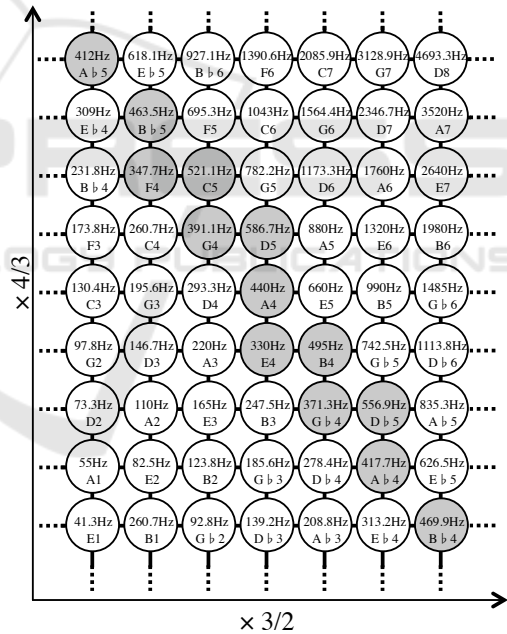 412Hz 618.1Hz 927.1Hz 1390.6Hz 2085.9Hz 3128.9Hz 4693.3Hz
A♭5 E♭5 B♭6 F6 C7 G7 D8
309Hz 463.5Hz 695.3Hz 1043Hz 1564.4Hz 2346.7Hz 3520Hz
E♭4 B♭5 F5 C6 G6 D7 A7
231.8Hz 347.7Hz 521.1Hz 782.2Hz 1173.3Hz 1760Hz 2640Hz
B♭4 F4 C5 G5 D6 A6 E7
173.8Hz 260.7Hz 391.1Hz 586.7Hz 880Hz 1320Hz 1980Hz
F3 C4 G4 D5 A5 E6 B6
130.4Hz 195.6Hz 293.3Hz 440Hz 660Hz 990Hz 1485Hz
C3 G3 D4 A4 E5 B5 G♭6
97.8Hz 146.7Hz 220Hz 330Hz 495Hz 742.5Hz 1113.8Hz
G2 D3 A3 E4 B4 G♭5 D♭6
73.3Hz 110Hz 165Hz 247.5Hz 371.3Hz 556.9Hz 835.3Hz
D2 A2 E3 B3 G♭4 D♭5 A♭5
55Hz 82.5Hz 123.8Hz 185.6Hz 278.4Hz 417.7Hz 626.5Hz
A1 E2 B2 G♭3 D♭4 A♭4 E♭5
41.3Hz 260.7Hz 92.8Hz 139.2Hz 208.8Hz 313.2Hz 469.9Hz
E1 B1 G♭2 D♭3 A♭3 E♭4 B♭4
× 4/3
× 3/2